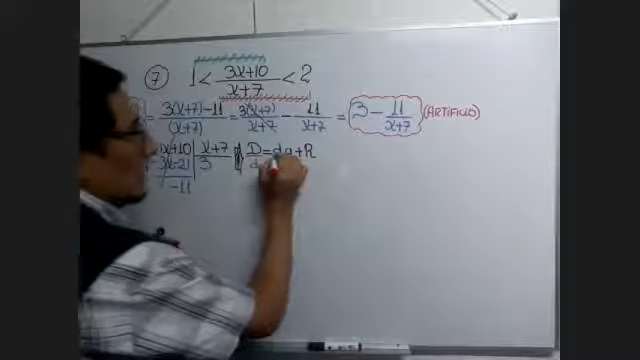 7 1 < 3x+10 / x+7 < 2
= 3(x+7)-11 / (x+7) = 3(x+7) / x+7 - 11 / x+7 = 3 - 11 / x+7 (ARTIFICIO)
x+10 | x+7 D = dq+R
-3x-21 | 3 d
-11